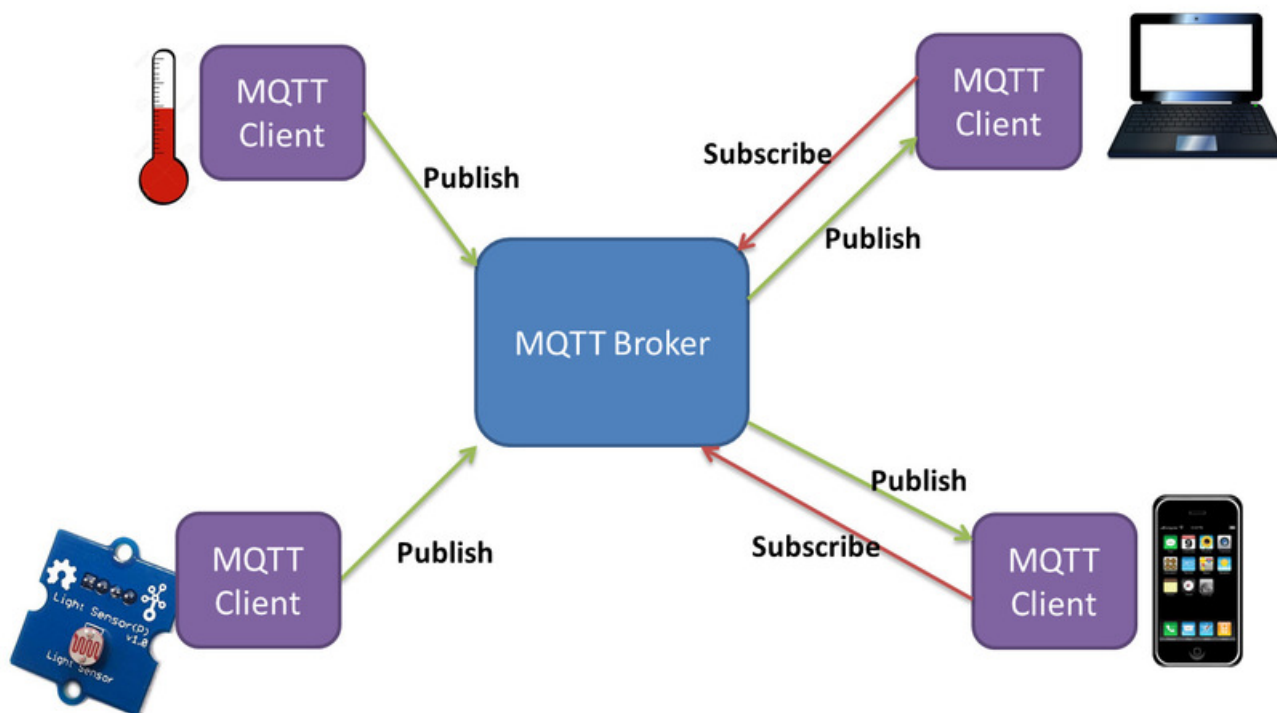 MQTT
Client
MQTT
Client
Publish
Subscribe
Publish
MQTT Broker
Publish
Subscribe
Publish
MQTT
Client
MQTT
Client
Light Sensor(P)
v1.0
Light Sensor